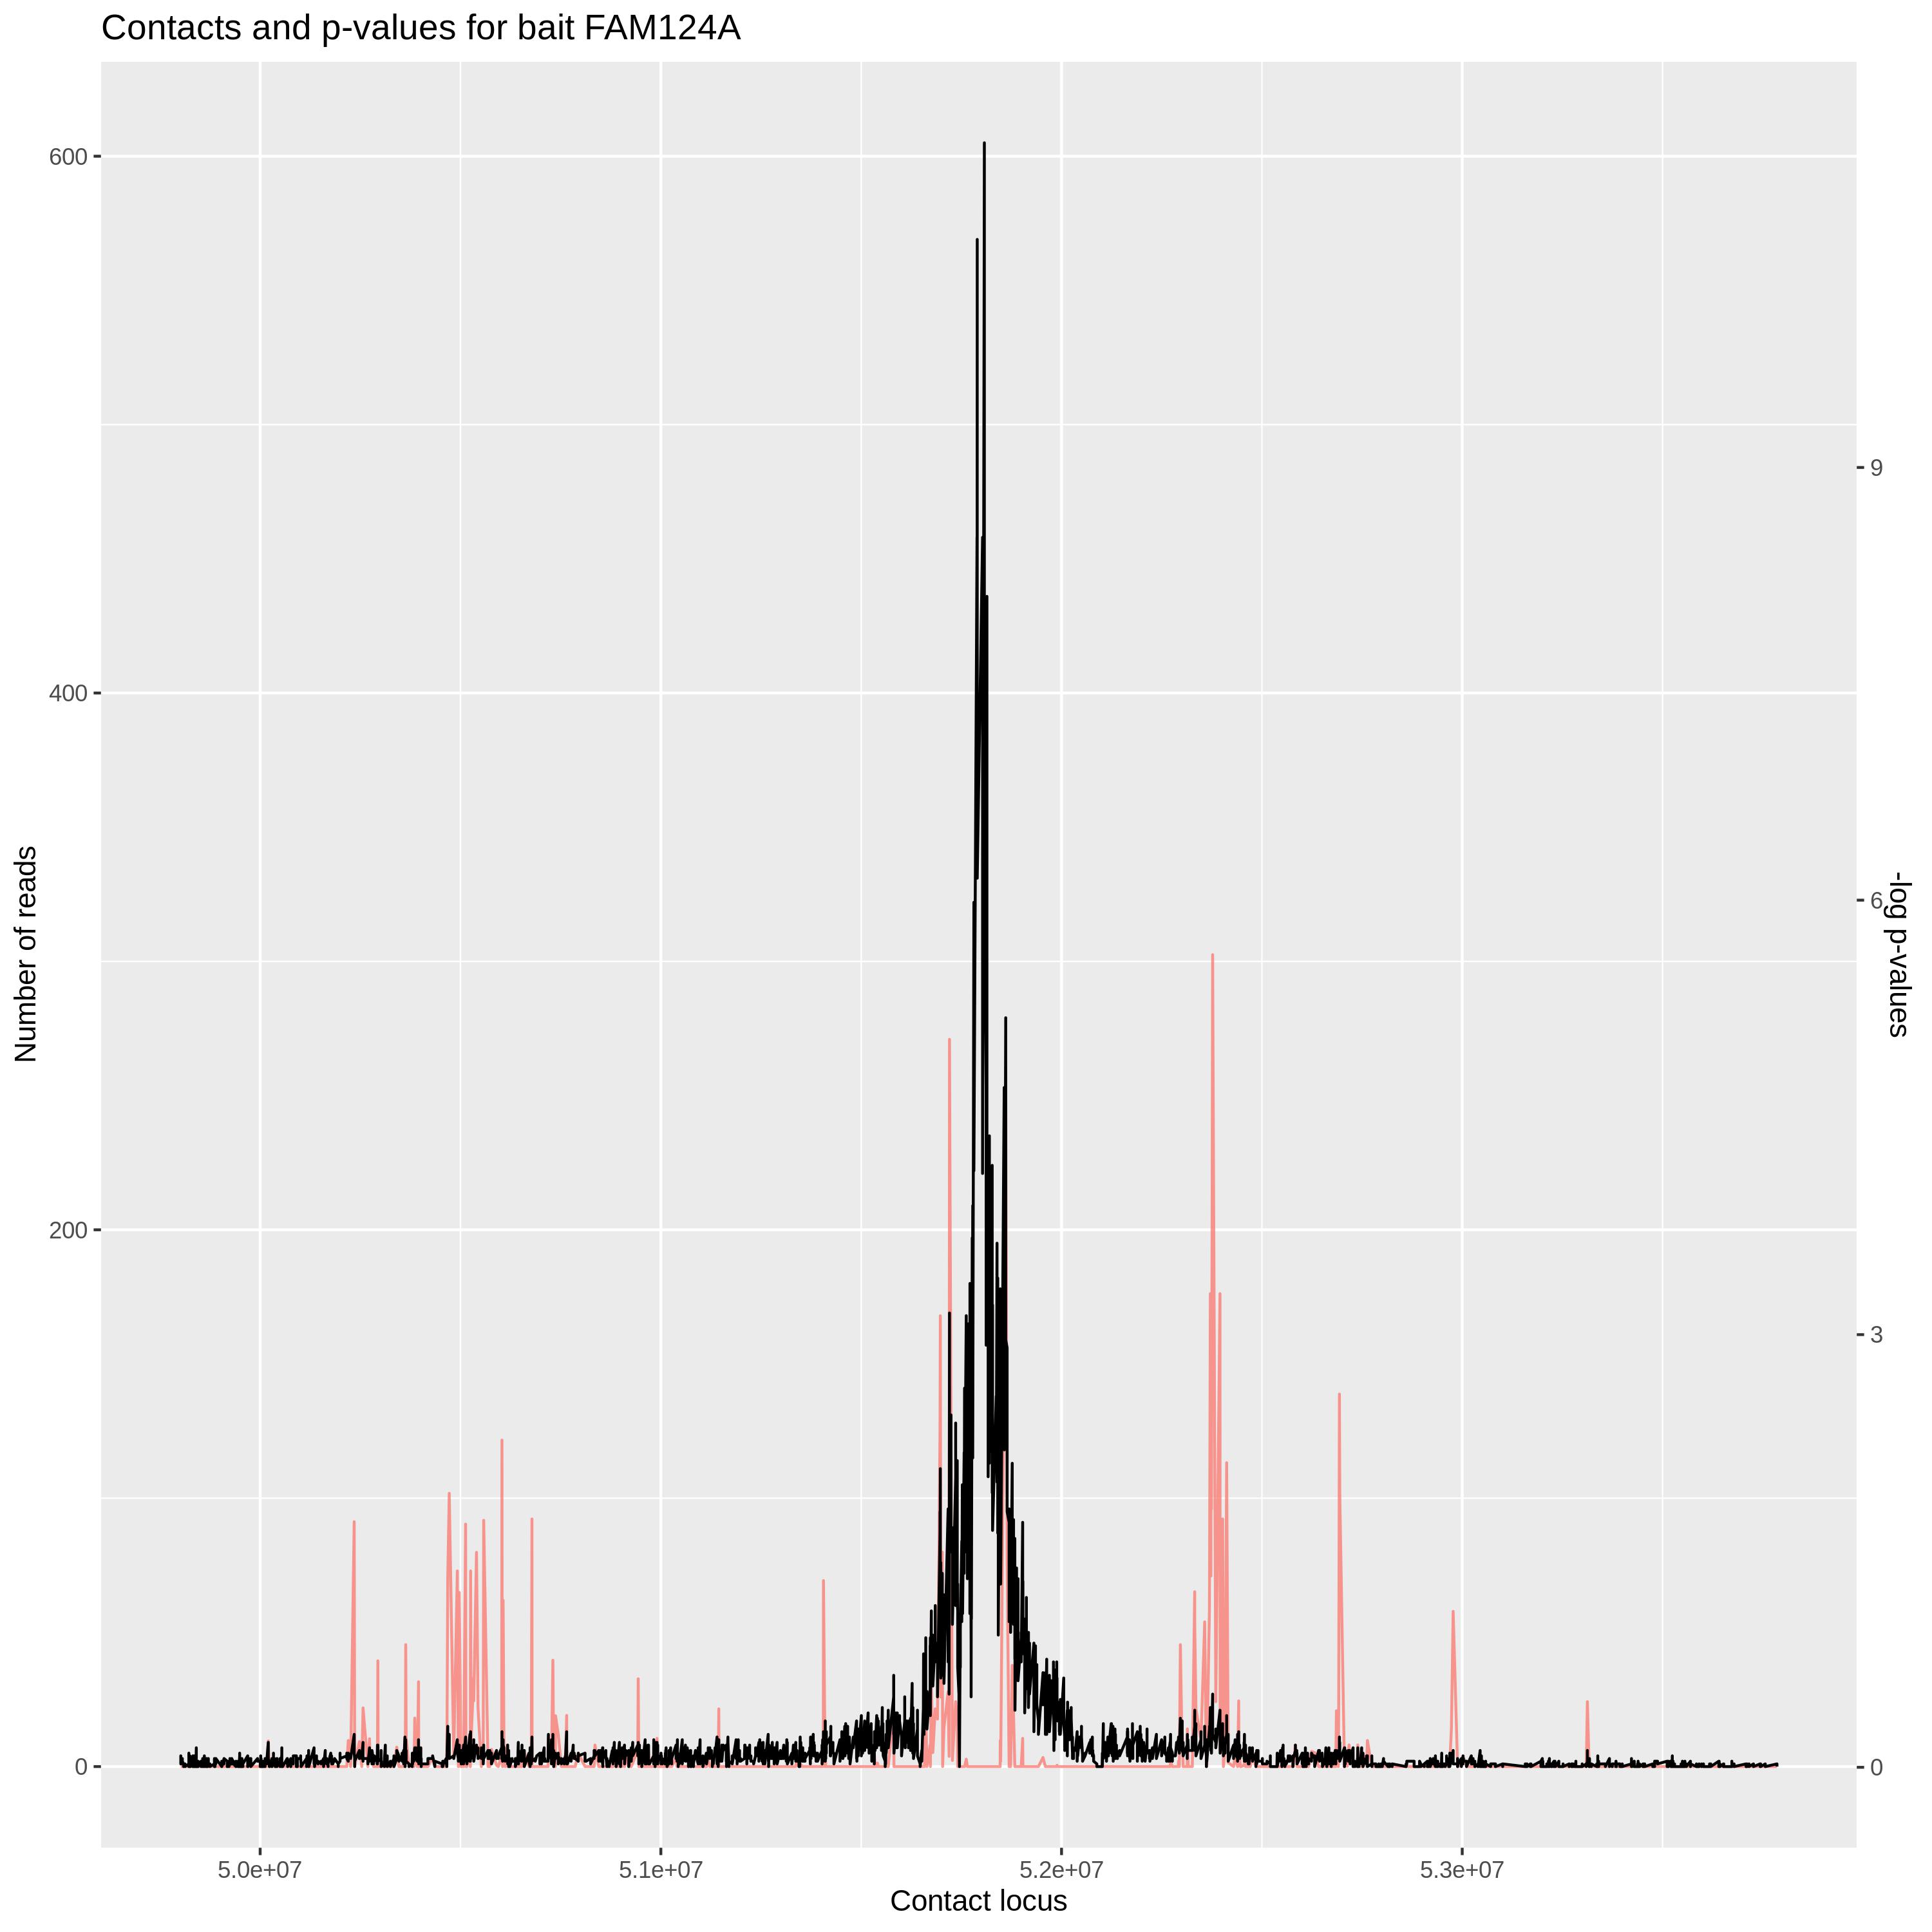 Contacts and p-values for bait FAM124A
600
400
200
0
Number of reads
9
6
3
0
-log p-values
5.0e+07
5.1e+07
5.2e+07
5.3e+07
Contact locus